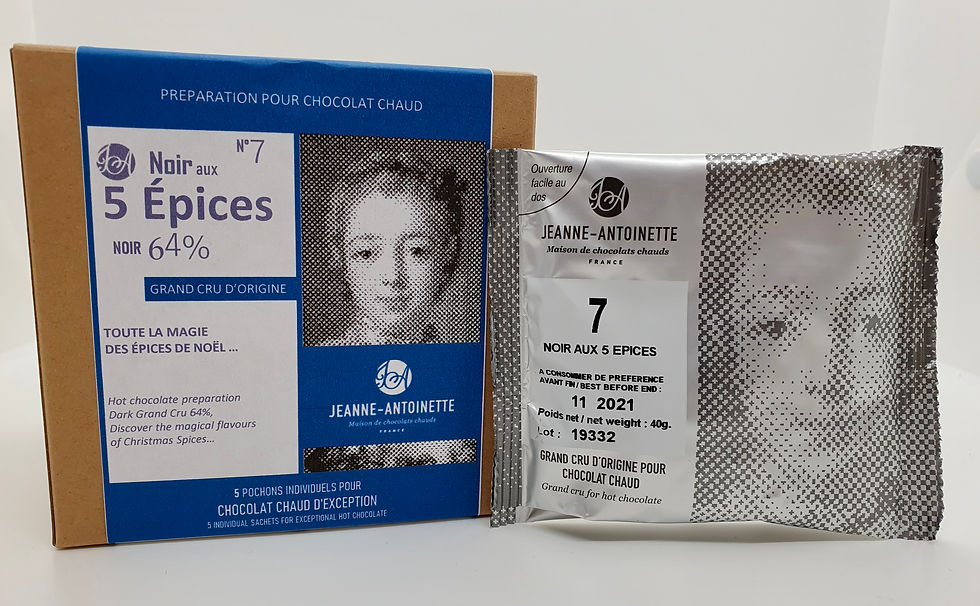 PREPARATION POUR CHOCOLAT CHAUD
JA
N°7
Noir aux
5 Épices
NOIR 64%
GRAND CRU D'ORIGINE
TOUTE LA MAGIE
DES ÉPICES DE NOËL ...
Hot chocolate preparation
Dark Grand Cru 64%,
Discover the magical flavours
of Christmas Spices...
JA
JEANNE-ANTOINETTE
Maison de chocolats chauds
FRANCE
5 POCHONS INDIVIDUELS POUR
CHOCOLAT CHAUD D'EXCEPTION
5 INDIVIDUAL SACHETS FOR EXCEPTIONAL HOT CHOCOLATE
Ouverture
facile au
dos
JA
JEANNE-ANTOINETTE
Maison de chocolats chauds
FRANCE
7
NOIR AUX 5 EPICES
A CONSOMMER DE PREFERENCE
AVANT FIN / BEST BEFORE END :
11 2021
Poids net / net weight : 40g.
Lot : 19332
GRAND CRU D'ORIGINE POUR
CHOCOLAT CHAUD
Grand cru for hot chocolate